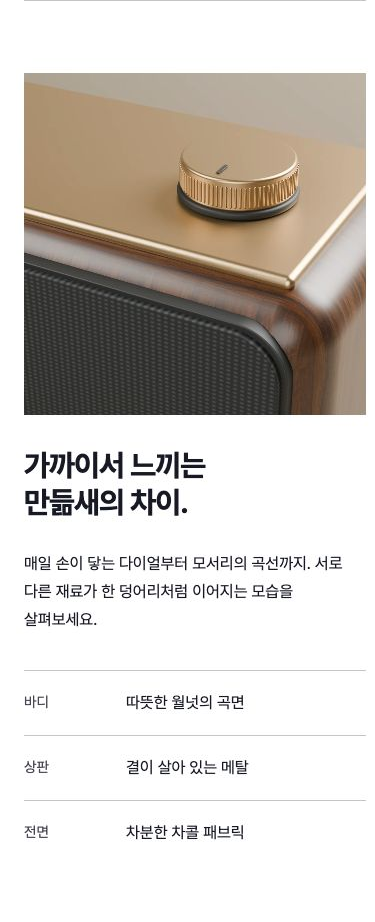 가까이서 느끼는
만듦새의 차이.
매일 손이 닿는 다이얼부터 모서리의 곡선까지. 서로
다른 재료가 한 덩어리처럼 이어지는 모습을
살펴보세요.
바디 따뜻한 월넛의 곡면
상판 결이 살아 있는 메탈
전면 차분한 차콜 패브릭